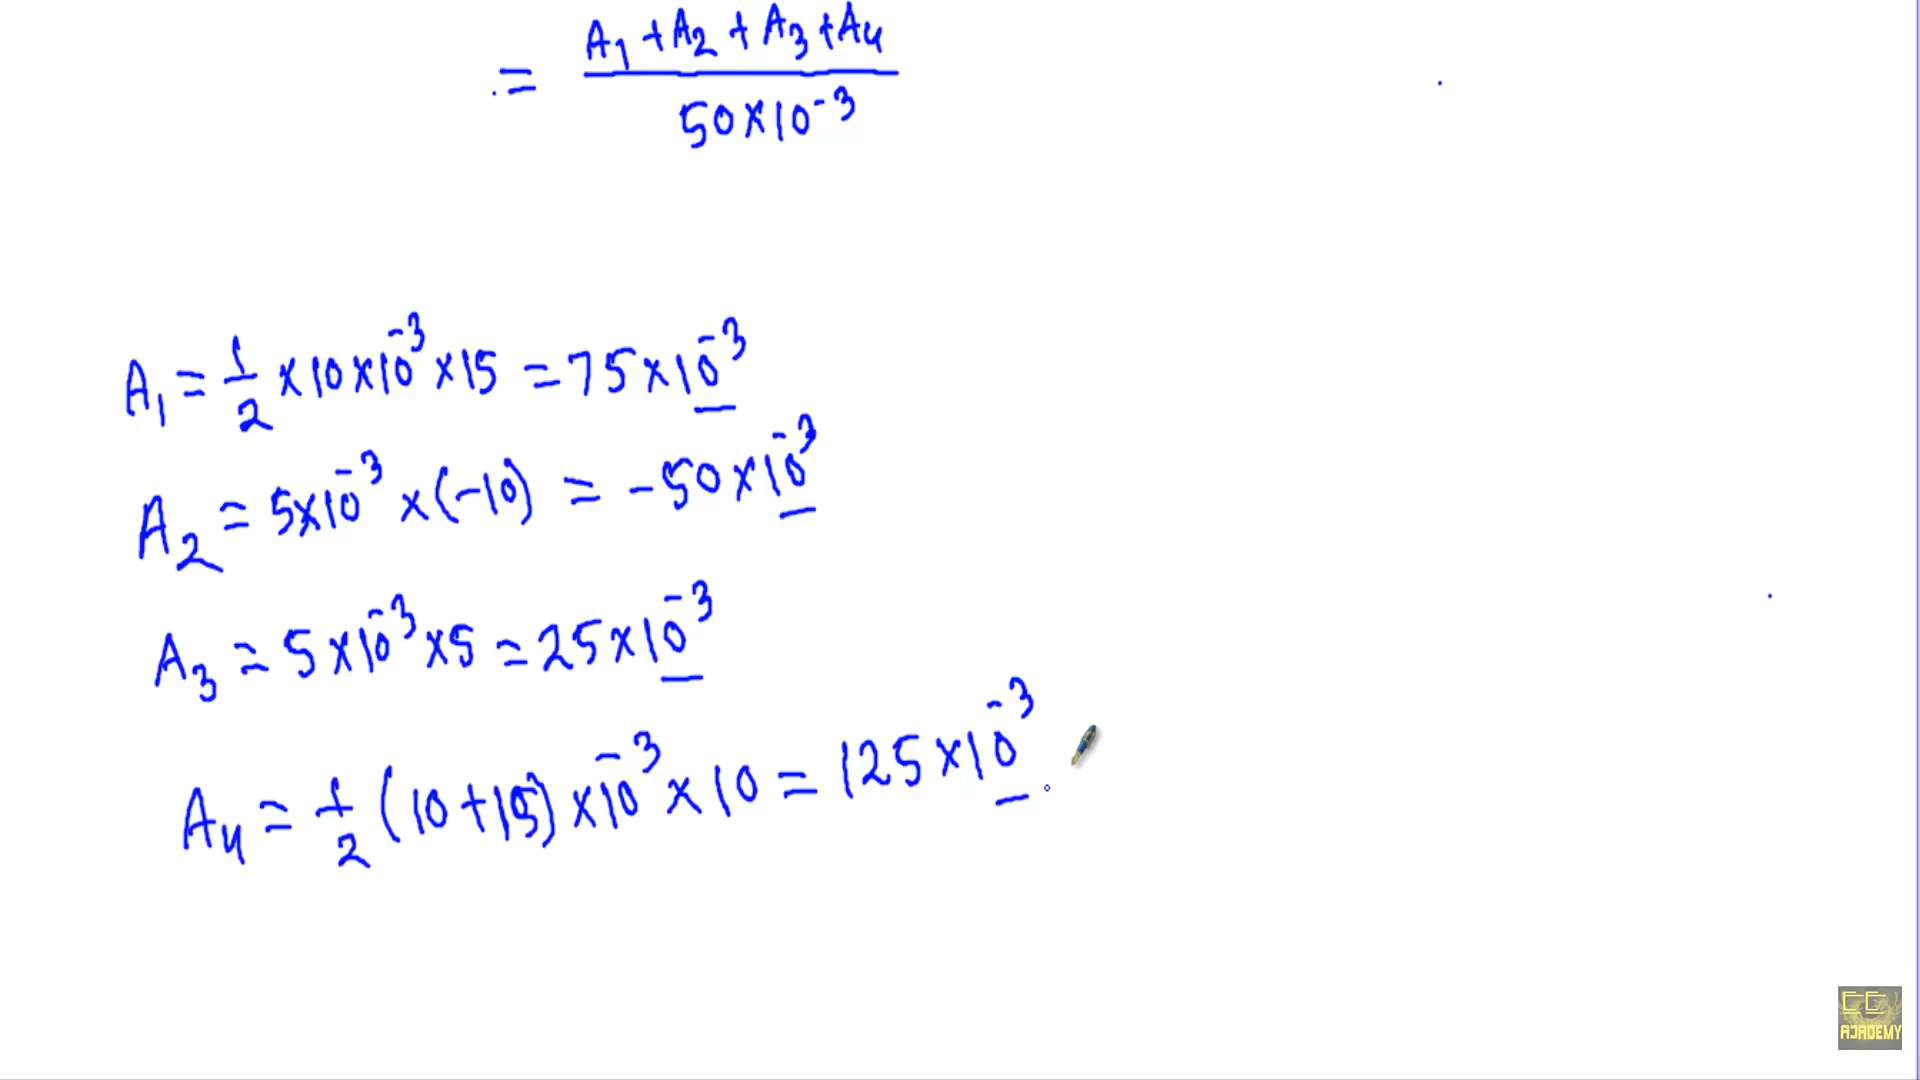 = A₁ + A₂ + A₃ + A₄ / 50×10⁻³
A₁ = 1/2 × 10×10⁻³ ×15 = 75×10⁻³
A₂ = 5×10⁻³ ×(-10) = -50×10⁻³
A₃ = 5×10⁻³ ×5 = 25×10⁻³
A₄ = 1/2 (10+15) ×10⁻³ × 10 = 125×10⁻³
EE
ACADEMY